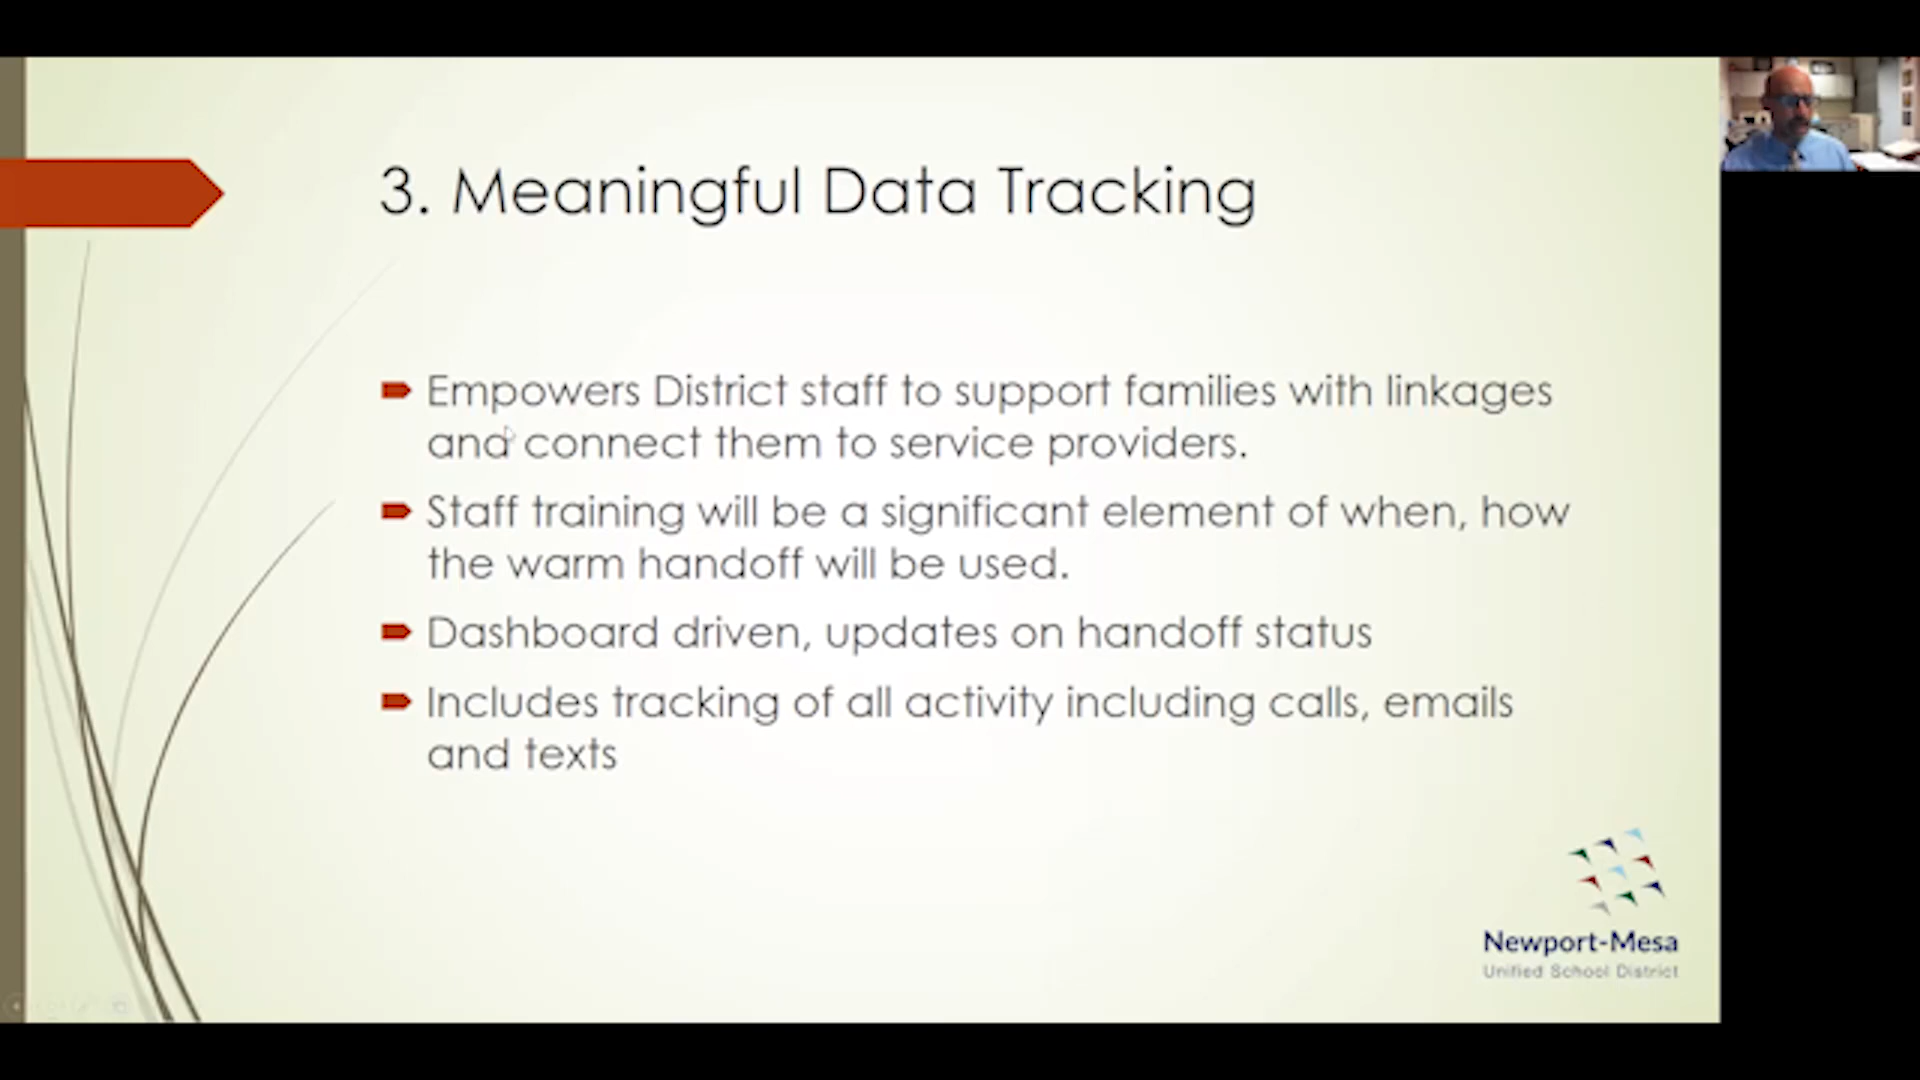 3. Meaningful Data Tracking
Empowers District staff to support families with linkages
and connect them to service providers.
Staff training will be a significant element of when, how
the warm handoff will be used.
Dashboard driven, updates on handoff status
Includes tracking of all activity including calls, emails
and texts
Newport-Mesa
Unified School District